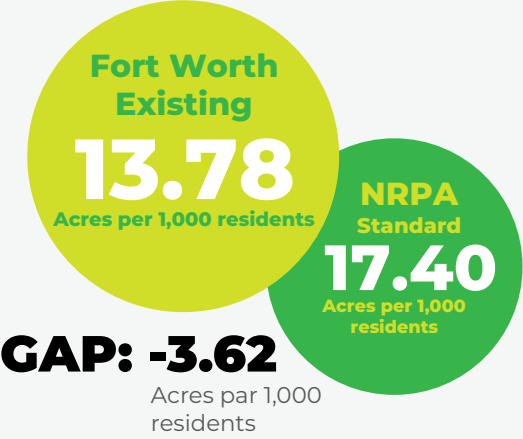 Fort Worth
Existing
13.78
Acres per 1,000 residents
NRPA
Standard
17.40
Acres per 1,000
residents
GAP: -3.62
Acres par 1,000
residents